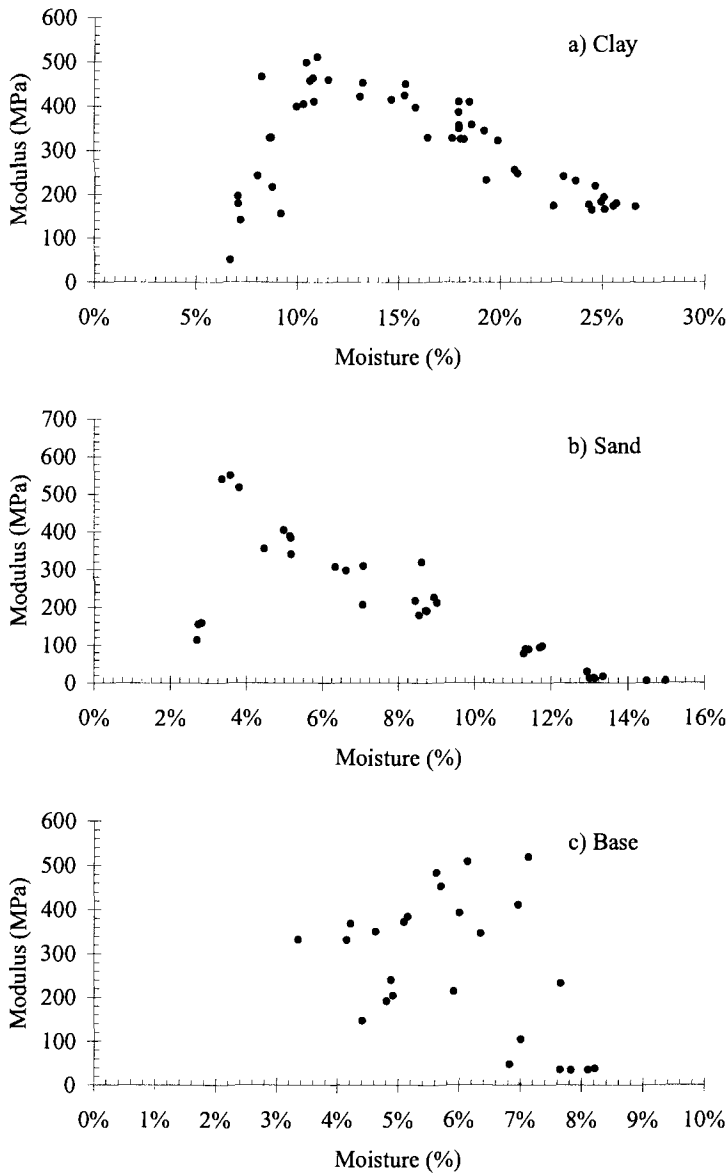 a) Clay
Modulus (MPa)
600
500
400
300
200
100
0
0% 5% 10% 15% 20% 25% 30%
Moisture (%)
b) Sand
Modulus (MPa)
700
600
500
400
300
200
100
0
0% 2% 4% 6% 8% 10% 12% 14% 16%
Moisture (%)
c) Base
Modulus (MPa)
600
500
400
300
200
100
0
0% 1% 2% 3% 4% 5% 6% 7% 8% 9% 10%
Moisture (%)